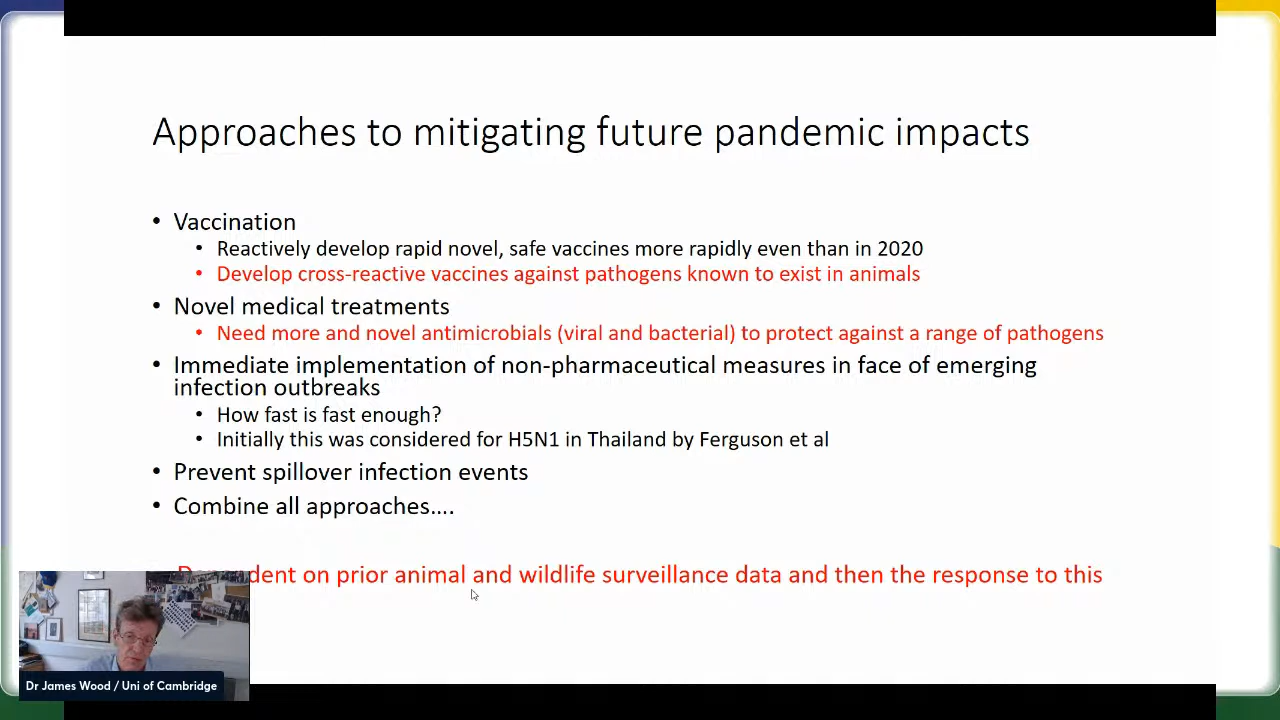 Approaches to mitigating future pandemic impacts
• Vaccination
• Reactively develop rapid novel, safe vaccines more rapidly even than in 2020
• Develop cross-reactive vaccines against pathogens known to exist in animals
• Novel medical treatments
• Need more and novel antimicrobials (viral and bacterial) to protect against a range of pathogens
• Immediate implementation of non-pharmaceutical measures in face of emerging
infection outbreaks
• How fast is fast enough?
• Initially this was considered for H5N1 in Thailand by Ferguson et al
• Prevent spillover infection events
• Combine all approaches....
on prior animal and wildlife surveillance data and then the response to this
Dr James Wood / Uni of Cambridge